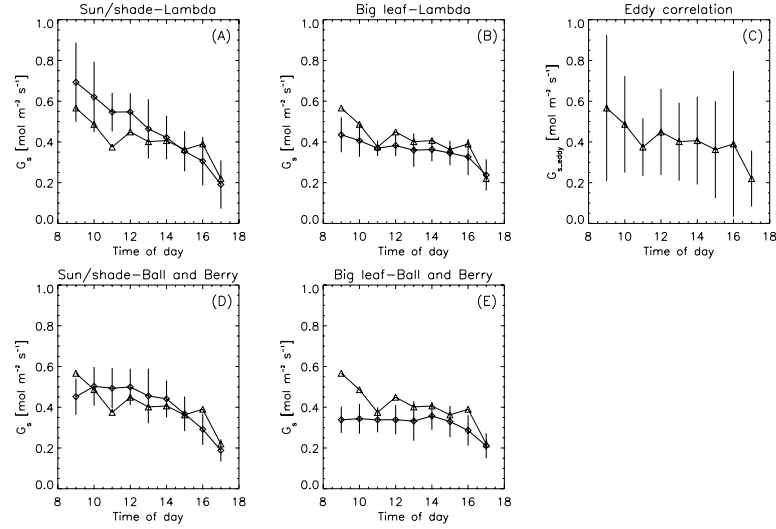 Sun/shade−Lambda
(A)
1.0
0.8
0.6
0.4
0.2
0.0
G_s [mol m⁻² s⁻¹]
8 10 12 14 16 18
Time of day
Big leaf−Lambda
(B)
1.0
0.8
0.6
0.4
0.2
0.0
G_s [mol m⁻² s⁻¹]
8 10 12 14 16 18
Time of day
Eddy correlation
(C)
1.0
0.8
0.6
0.4
0.2
0.0
G_s_eddy [mol m⁻² s⁻¹]
8 10 12 14 16 18
Time of day
Sun/shade−Ball and Berry
(D)
1.0
0.8
0.6
0.4
0.2
0.0
G_s [mol m⁻² s⁻¹]
8 10 12 14 16 18
Time of day
Big leaf−Ball and Berry
(E)
1.0
0.8
0.6
0.4
0.2
0.0
G_s [mol m⁻² s⁻¹]
8 10 12 14 16 18
Time of day